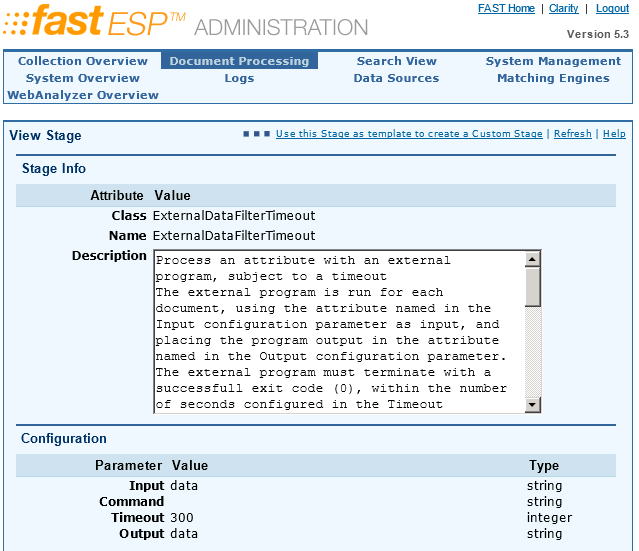 FAST Home | Clarity | Logout
fast ESP™ ADMINISTRATION
Version 5.3
Collection Overview Document Processing Search View System Management
System Overview Logs Data Sources Matching Engines
WebAnalyzer Overview
View Stage Use this Stage as template to create a Custom Stage | Refresh | Help
Stage Info
Attribute Value
Class ExternalDataFilterTimeout
Name ExternalDataFilterTimeout
Description Process an attribute with an external
program, subject to a timeout
The external program is run for each
document, using the attribute named in the
Input configuration parameter as input, and
placing the program output in the attribute
named in the Output configuration parameter.
The external program must terminate with a
successfull exit code (0), within the number
of seconds configured in the Timeout
Configuration
Parameter Value Type
Input data string
Command string
Timeout 300 integer
Output data string